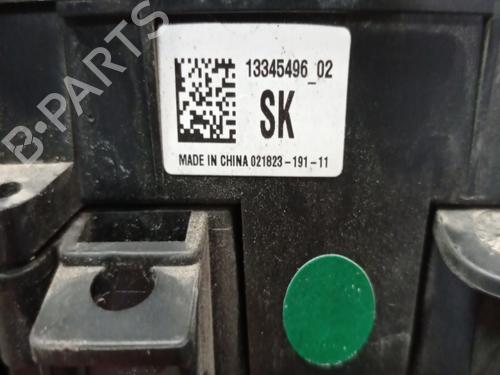 B-PARTS
13345496_02
SK
MADE IN CHINA 021823-191-11